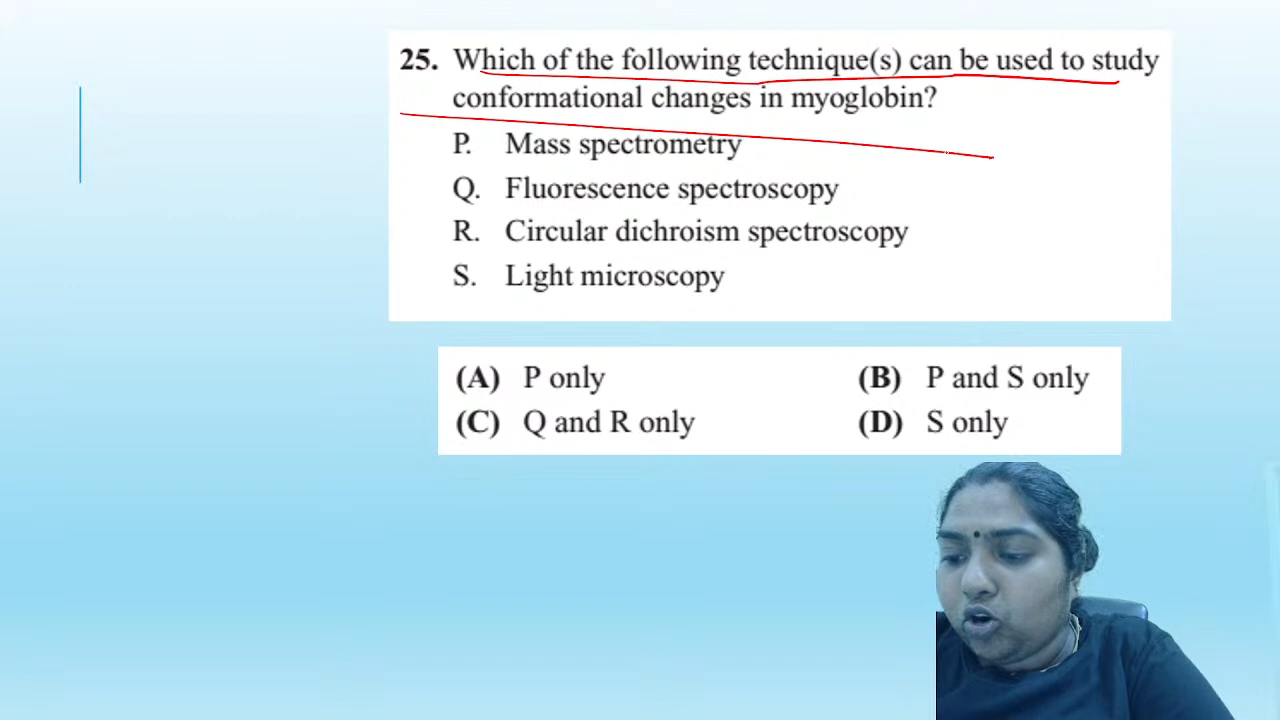 25. Which of the following technique(s) can be used to study
conformational changes in myoglobin?
P. Mass spectrometry
Q. Fluorescence spectroscopy
R. Circular dichroism spectroscopy
S. Light microscopy
(A) P only (B) P and S only
(C) Q and R only (D) S only